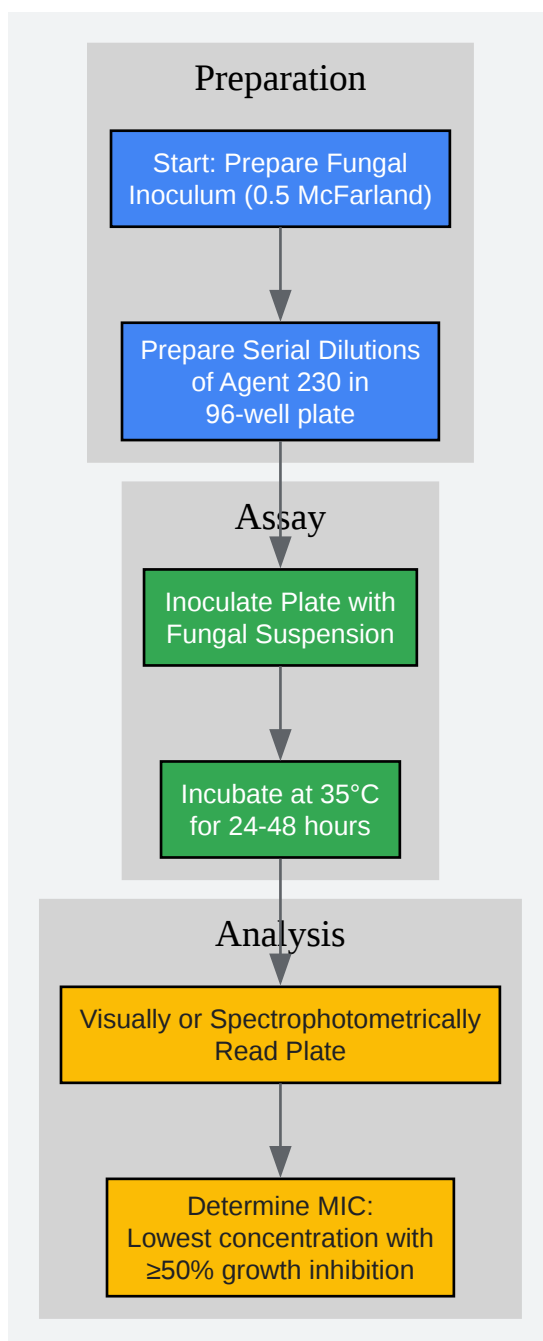 Preparation
Start: Prepare Fungal
Inoculum (0.5 McFarland)
Prepare Serial Dilutions
of Agent 230 in
96-well plate
Assay
Inoculate Plate with
Fungal Suspension
Incubate at 35°C
for 24-48 hours
Analysis
Visually or Spectrophotometrically
Read Plate
Determine MIC:
Lowest concentration with
≥50% growth inhibition